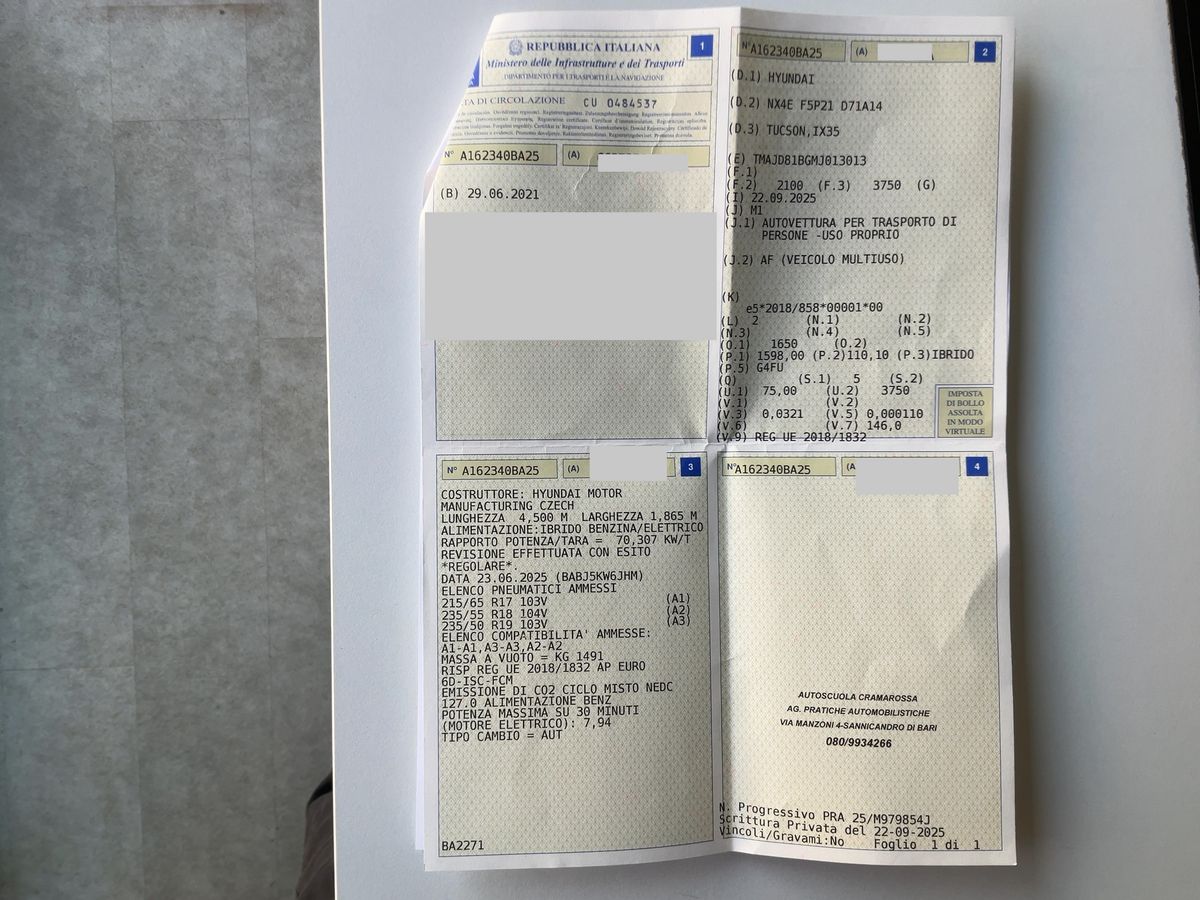 REPUBBLICA ITALIANA
1
Ministero delle Infrastrutture e dei Trasporti
DIPARTIMENTO PER I TRASPORTI E LA NAVIGAZIONE
TA DI CIRCOLAZIONE CU 0484537
N° A162340BA25 (A)
(B) 29.06.2021
N° A162340BA25 (A) 2
(D.1) HYUNDAI
(D.2) NX4E F5P21 D71A14
(D.3) TUCSON,IX35
(E) TMAJD81BGMJ013013
(F.1)
(F.2) 2100 (F.3) 3750 (G)
(I) 22.09.2025
(J) M1
(J.1) AUTOVETTURA PER TRASPORTO DI
PERSONE -USO PROPRIO
(J.2) AF (VEICOLO MULTIUSO)
(K)
e5*2018/858*00001*00
(L) 2 (N.1) (N.2)
(N.3) (N.4) (N.5)
(O.1) 1650 (O.2)
(P.1) 1598,00 (P.2)110,10 (P.3)IBRIDO
(P.5) G4FU
(Q) (S.1) 5 (S.2)
(U.1) 75,00 (U.2) 3750
(V.1) (V.2)
(V.3) 0,0321 (V.5) 0,000110
(V.6) (V.7) 146,0
(V.9) REG UE 2018/1832
IMPOSTA
DI BOLLO
ASSOLTA
IN MODO
VIRTUALE
N° A162340BA25 (A) 3
COSTRUTTORE: HYUNDAI MOTOR
MANUFACTURING CZECH
LUNGHEZZA 4,500 M LARGHEZZA 1,865 M
ALIMENTAZIONE:IBRIDO BENZINA/ELETTRICO
RAPPORTO POTENZA/TARA = 70,307 KW/T
REVISIONE EFFETTUATA CON ESITO
*REGOLARE*.
DATA 23.06.2025 (BABJ5KW6JHM)
ELENCO PNEUMATICI AMMESSI
215/65 R17 103V (A1)
235/55 R18 104V (A2)
235/50 R19 103V (A3)
ELENCO COMPATIBILITA' AMMESSE:
A1-A1,A3-A3,A2-A2
MASSA A VUOTO = KG 1491
RISP REG UE 2018/1832 AP EURO
6D-ISC-FCM
EMISSIONE DI CO2 CICLO MISTO NEDC
127.0 ALIMENTAZIONE BENZ
POTENZA MASSIMA SU 30 MINUTI
(MOTORE ELETTRICO): 7,94
TIPO CAMBIO = AUT
BA2271
N° A162340BA25 (A 4
AUTOSCUOLA CRAMAROSSA
AG. PRATICHE AUTOMOBILISTICHE
VIA MANZONI 4-SANNICANDRO DI BARI
080/9934266
N. Progressivo PRA 25/M979854J
Scrittura Privata del 22-09-2025
Vincoli/Gravami:No Foglio 1 di 1